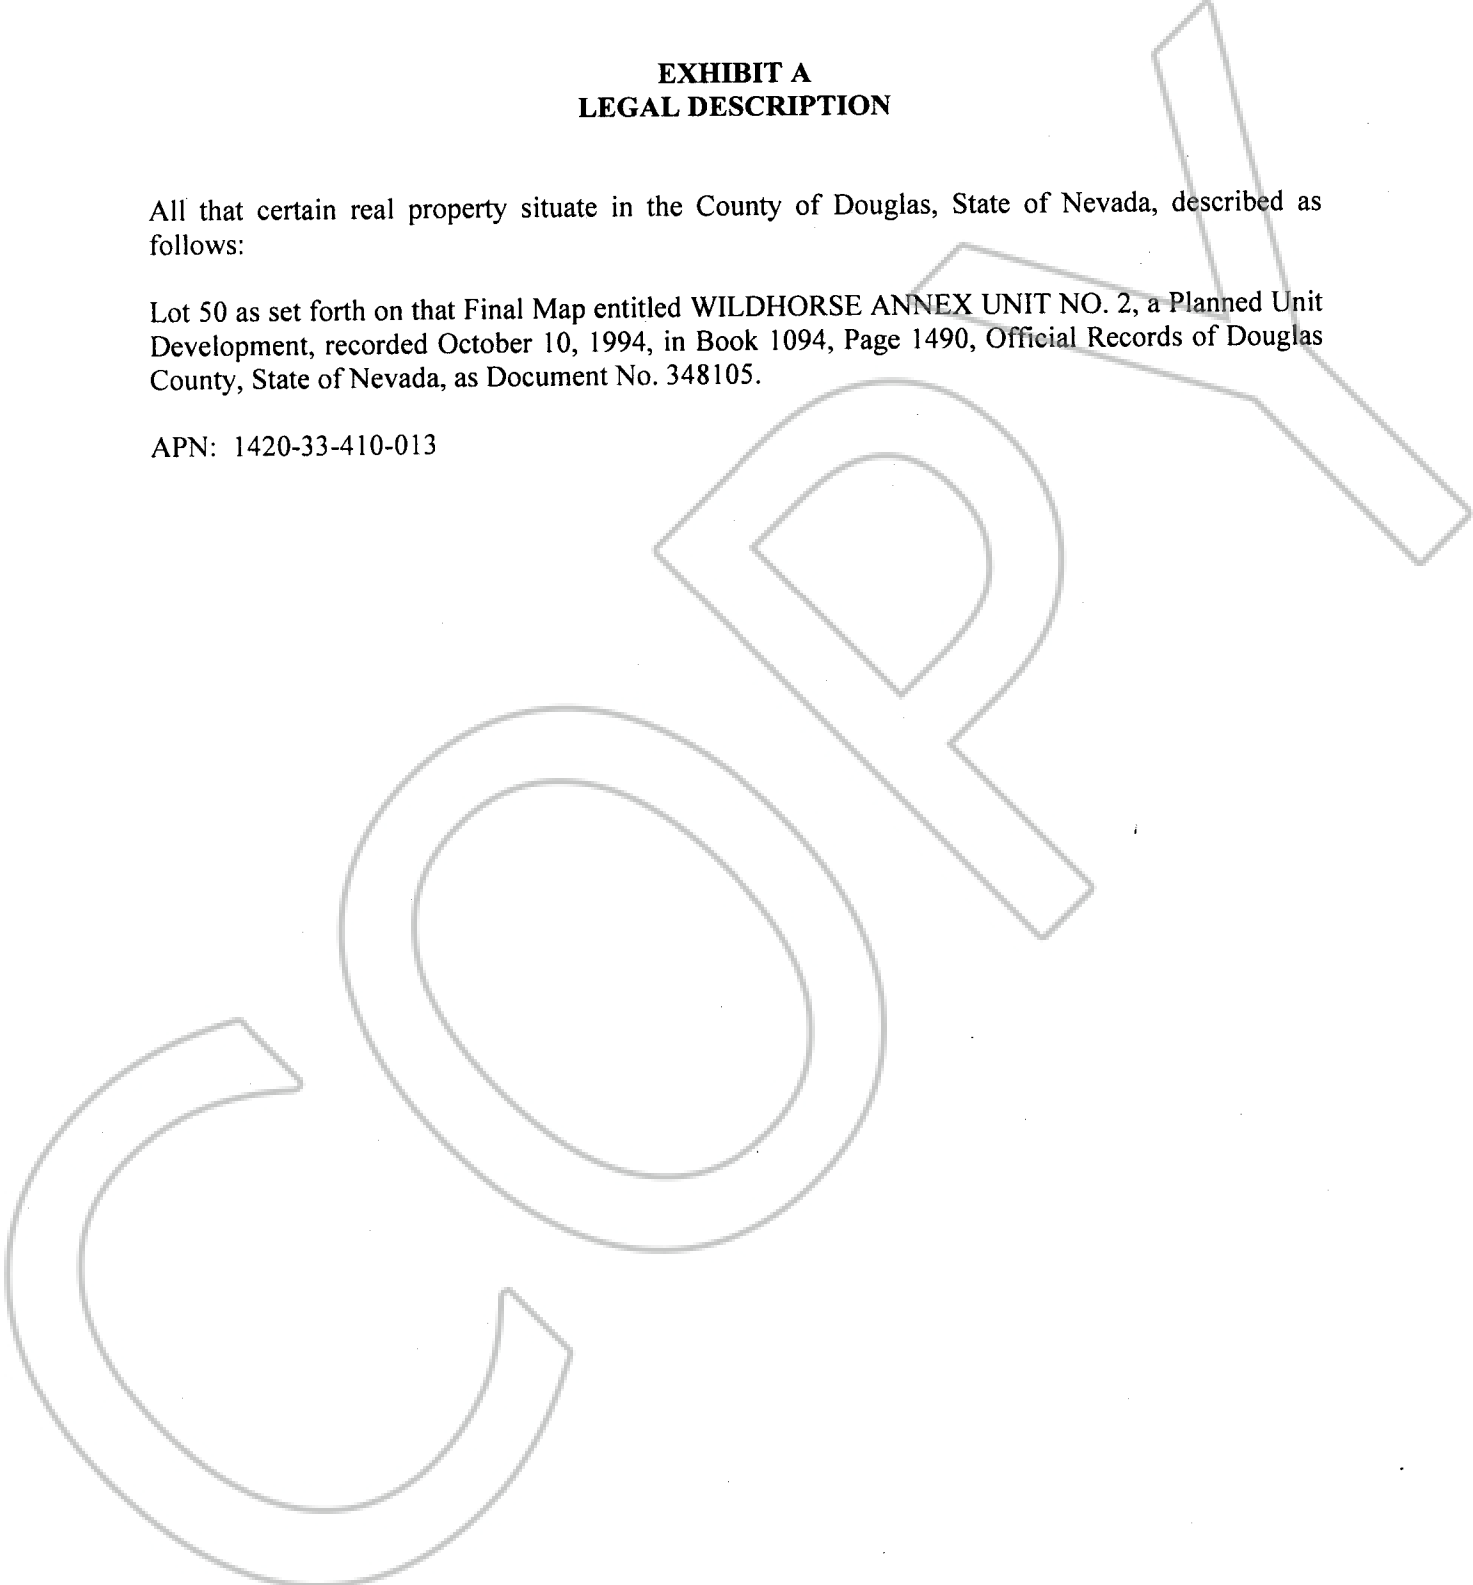 EXHIBIT A
LEGAL DESCRIPTION
All that certain real property situate in the County of Douglas, State of Nevada, described as
follows:
Lot 50 as set forth on that Final Map entitled WILDHORSE ANNEX UNIT NO. 2, a Planned Unit
Development, recorded October 10, 1994, in Book 1094, Page 1490, Official Records of Douglas
County, State of Nevada, as Document No. 348105.
APN: 1420-33-410-013
COPY